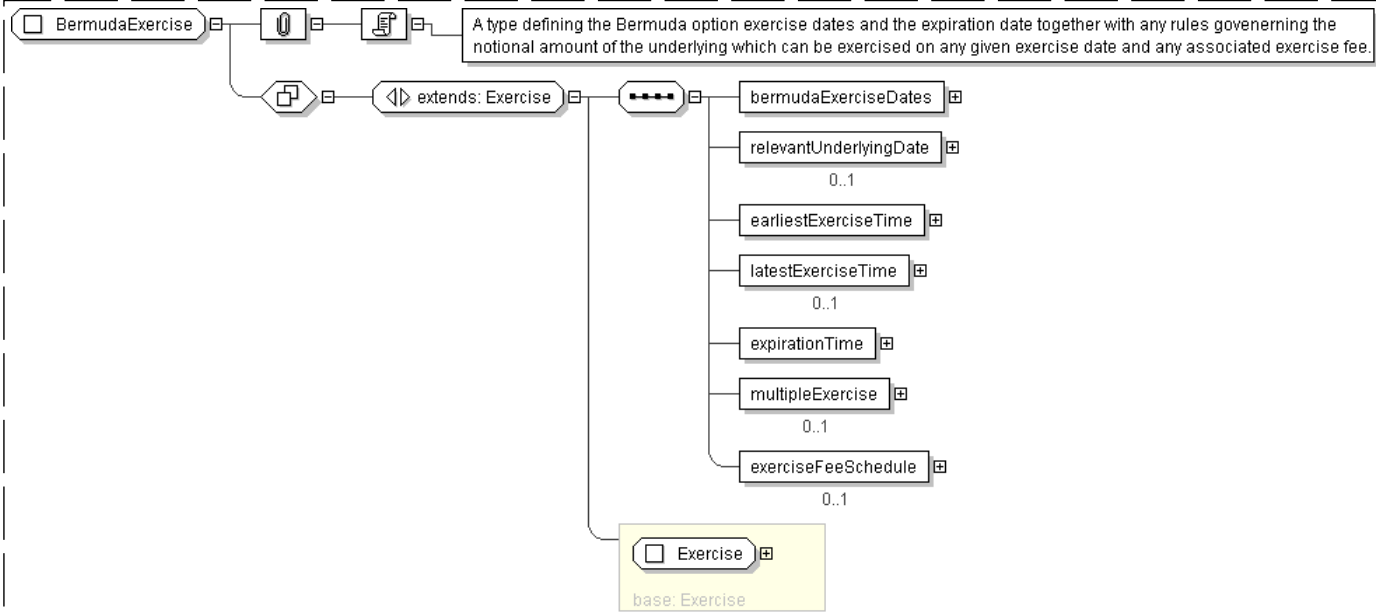 BermudaExercise
A type defining the Bermuda option exercise dates and the expiration date together with any rules govenerning the
notional amount of the underlying which can be exercised on any given exercise date and any associated exercise fee.
extends: Exercise
bermudaExerciseDates
relevantUnderlyingDate
0..1
earliestExerciseTime
latestExerciseTime
0..1
expirationTime
multipleExercise
0..1
exerciseFeeSchedule
0..1
Exercise
base: Exercise